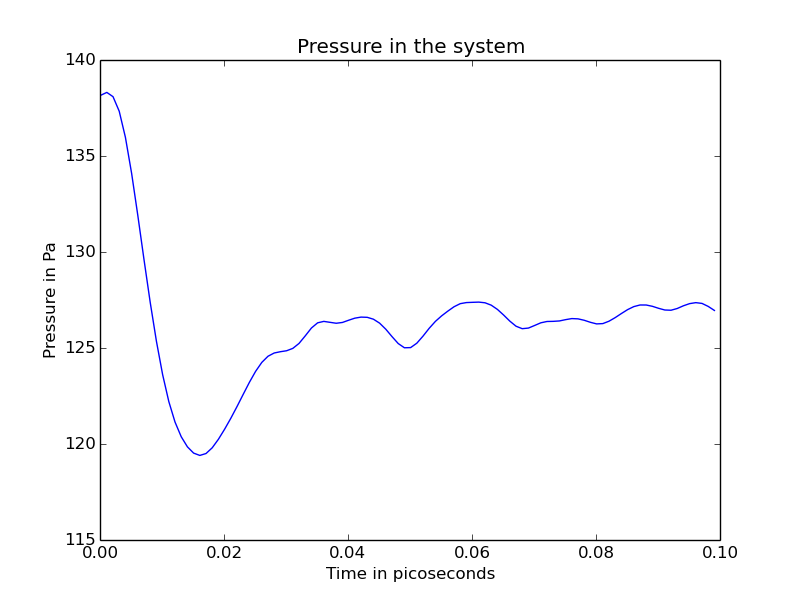 Pressure in the system
140
135
130
125
120
115
Pressure in Pa
0.00 0.02 0.04 0.06 0.08 0.10
Time in picoseconds